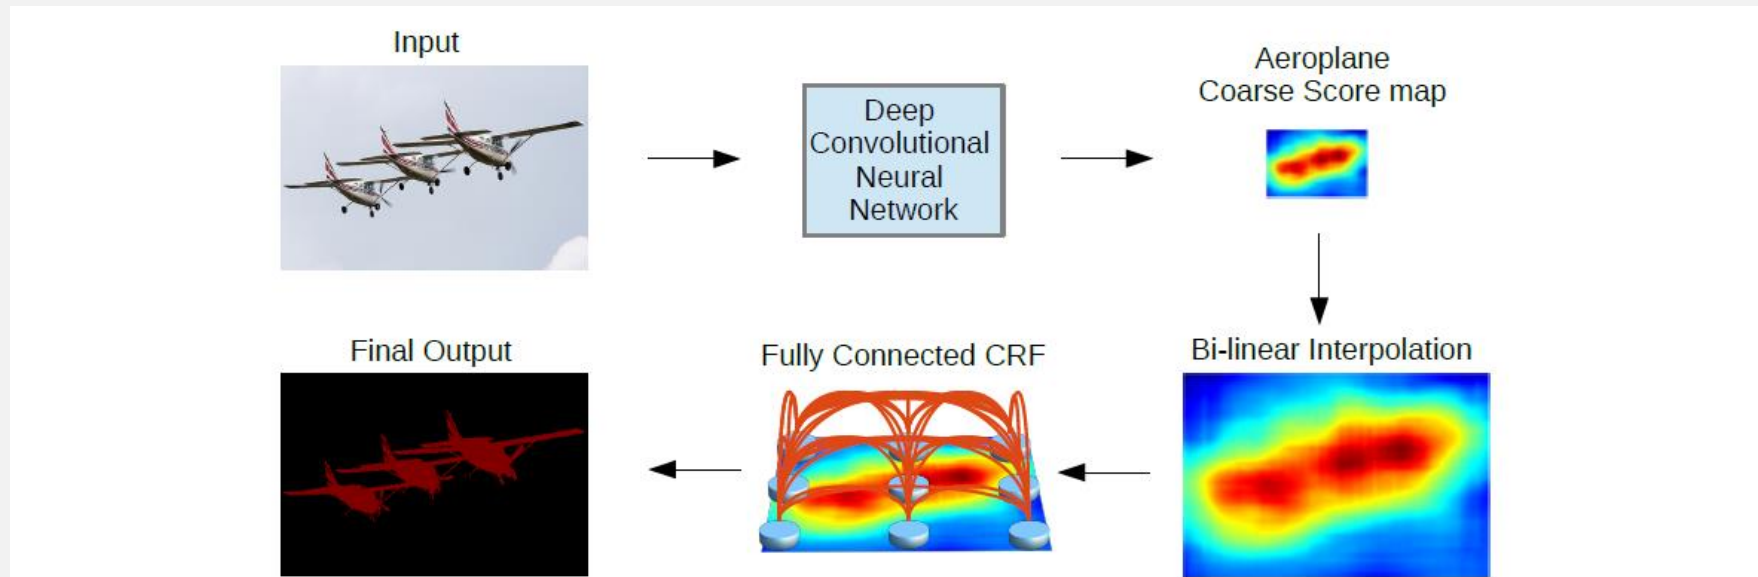 Input
Deep
Convolutional
Neural
Network
Aeroplane
Coarse Score map
Bi-linear Interpolation
Fully Connected CRF
Final Output